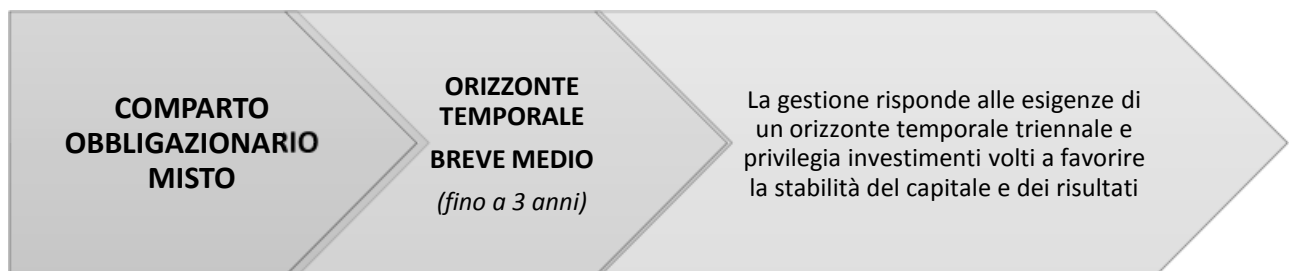 COMPARTO
OBBLIGAZIONARIO
MISTO
ORIZZONTE
TEMPORALE
BREVE MEDIO
(fino a 3 anni)
La gestione risponde alle esigenze di
un orizzonte temporale triennale e
privilegia investimenti volti a favorire
la stabilità del capitale e dei risultati